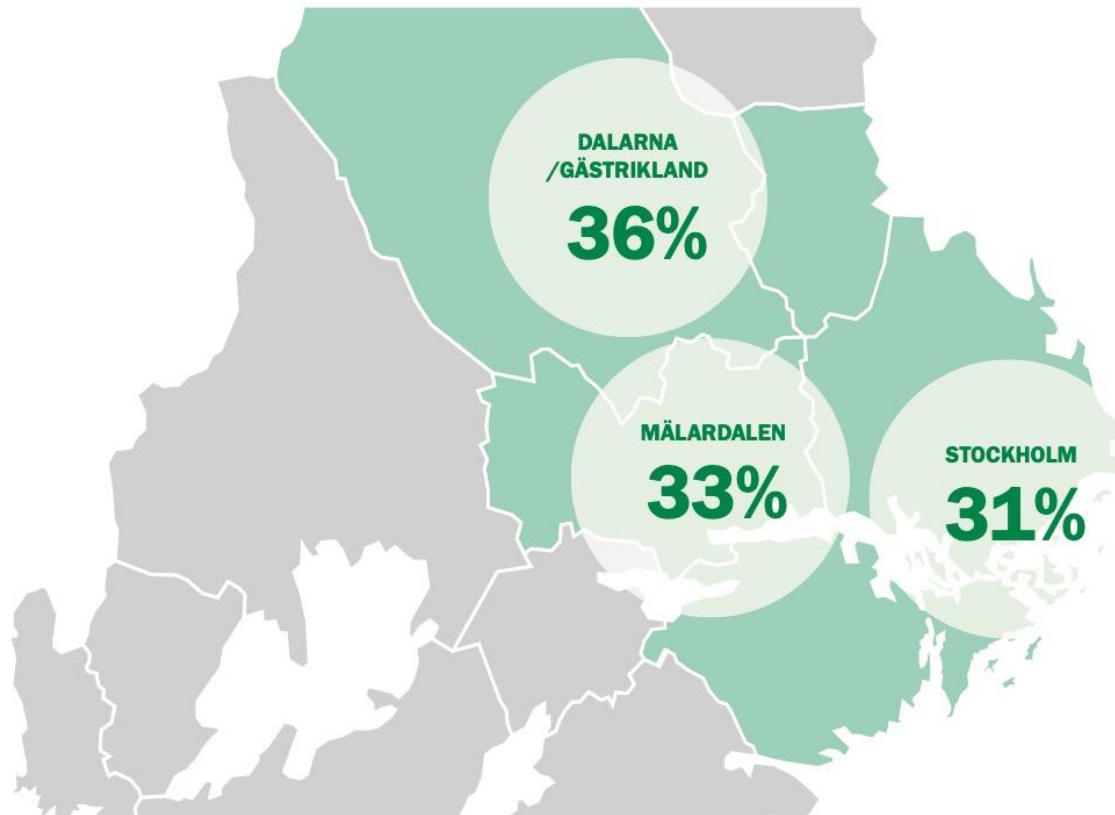 DALARNA
/GÄSTRIKLAND
36%
MÄLARDALEN
33%
STOCKHOLM
31%